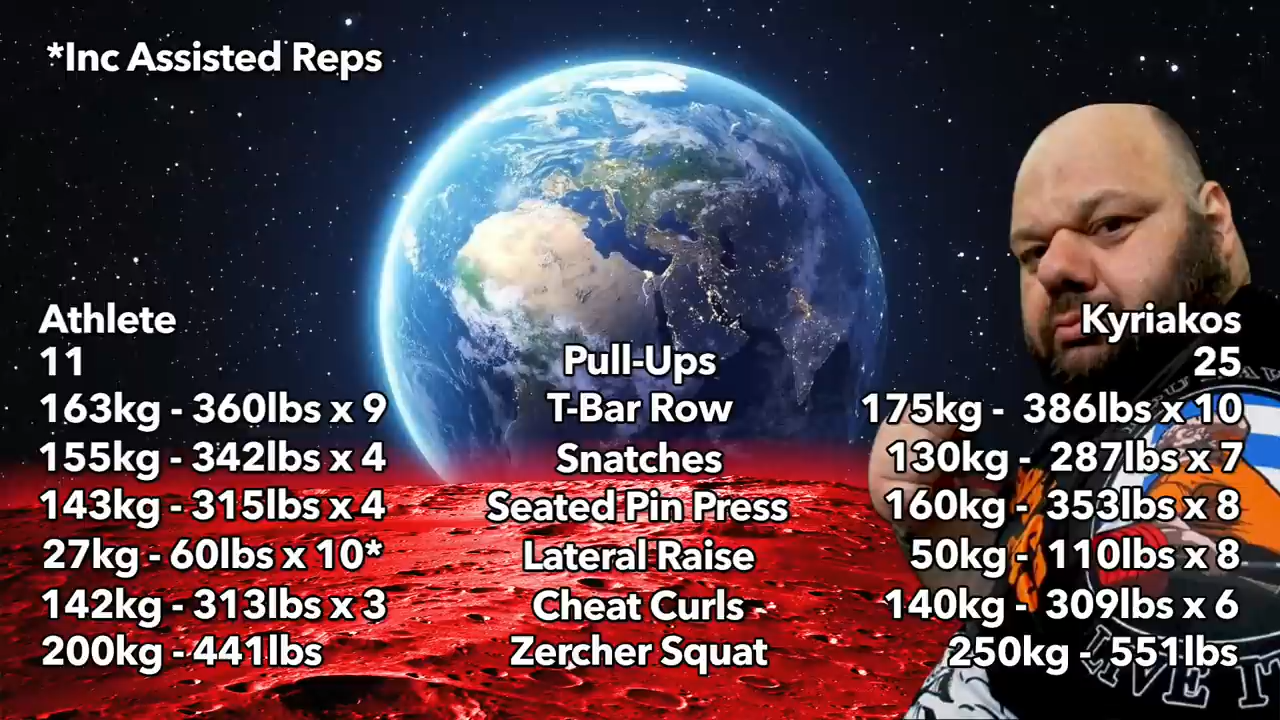 *Inc Assisted Reps
Athlete Kyriakos
11 Pull-Ups 25
163kg - 360lbs x 9 T-Bar Row 175kg - 386lbs x 10
155kg - 342lbs x 4 Snatches 130kg - 287lbs x 7
143kg - 315lbs x 4 Seated Pin Press 160kg - 353lbs x 8
27kg - 60lbs x 10* Lateral Raise 50kg - 110lbs x 8
142kg - 313lbs x 3 Cheat Curls 140kg - 309lbs x 6
200kg - 441lbs Zercher Squat 250kg - 551lbs